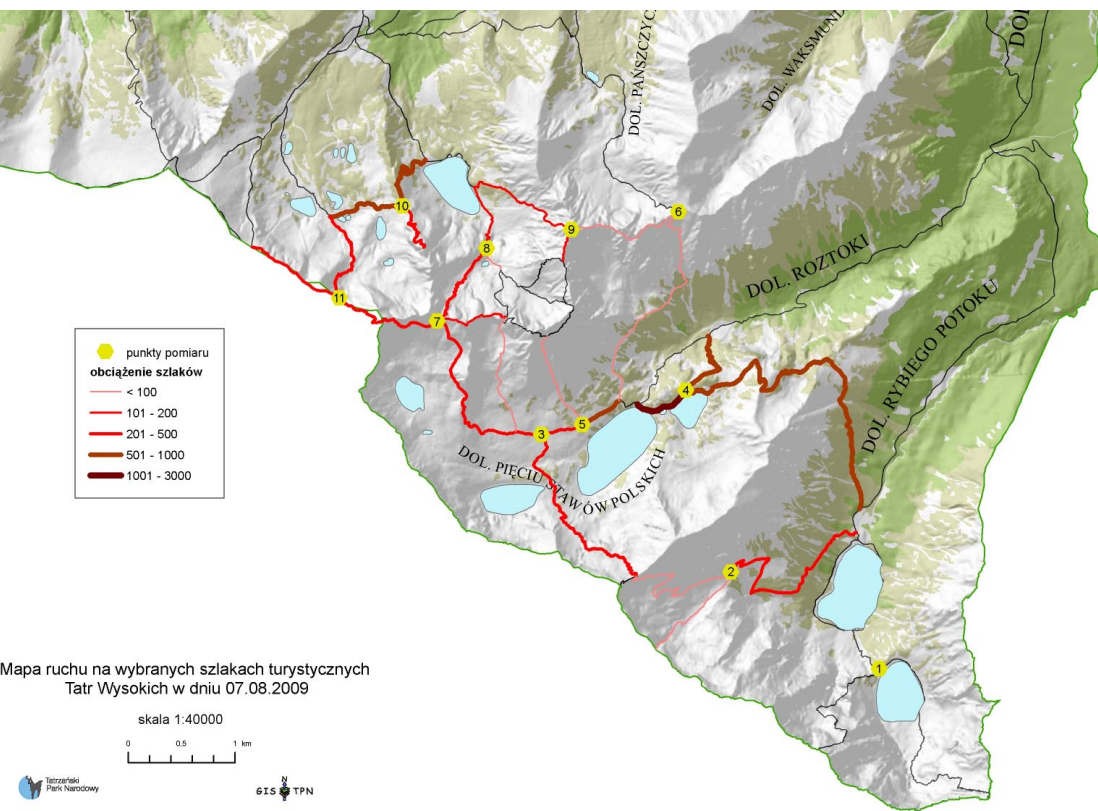 DOL. PAŃSZCZYC
DOL. WAKSMUND
DOL
6
10
9
8
DOL. ROZTOKI
11
7
DOL. RYBIEGO POTOKU
4
5
3
DOL. PIĘCIU STAWÓW POLSKICH
2
1
punkty pomiaru
obciążenie szlaków
< 100
101 - 200
201 - 500
501 - 1000
1001 - 3000
Mapa ruchu na wybranych szlakach turystycznych
Tatr Wysokich w dniu 07.08.2009
skala 1:40000
0 0,5 1 km
Tatrzański
Park Narodowy
N
GIS TPN